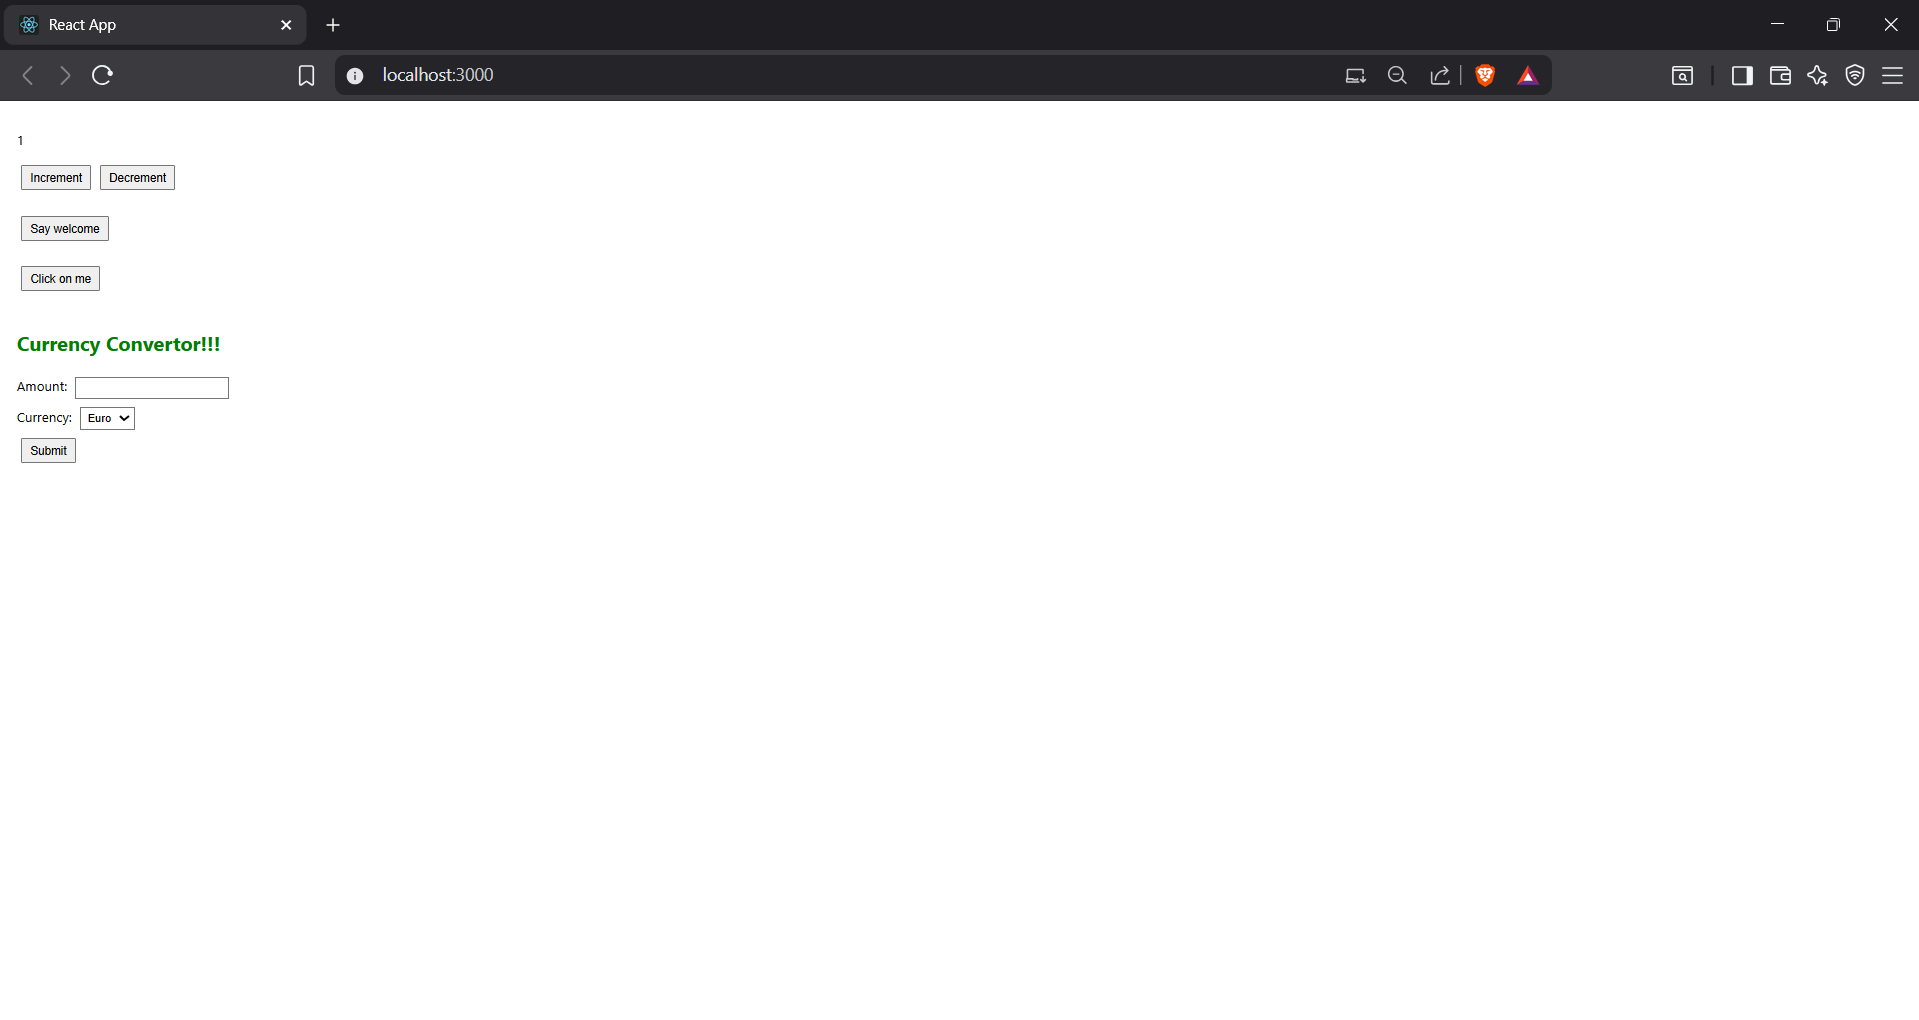 React App
localhost:3000
1
Increment Decrement
Say welcome
Click on me
Currency Convertor!!!
Amount:
Currency: Euro
Submit